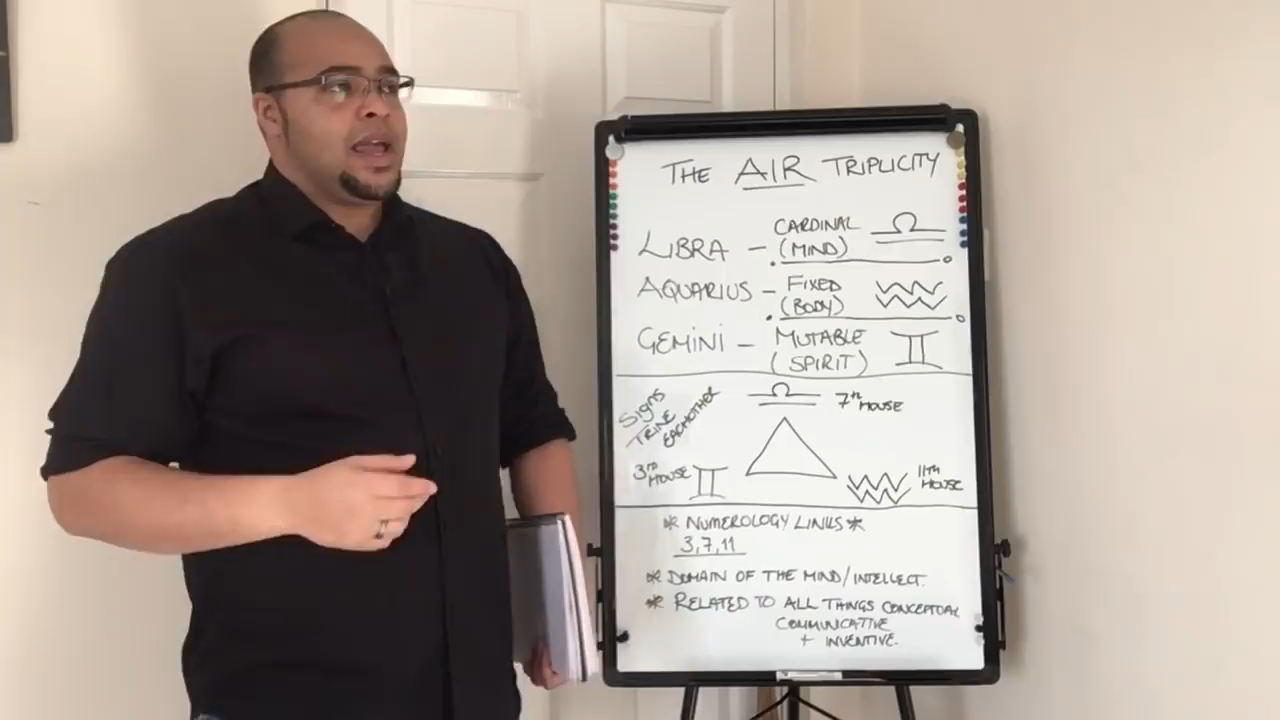 THE AIR TRIPLICITY
LIBRA - CARDINAL
(MIND)
AQUARIUS - FIXED
(BODY)
GEMINI - MUTABLE
(SPIRIT)
SIGNS
TRINE
EACHOTHER
7TH HOUSE
3RD
HOUSE
11TH
HOUSE
* NUMEROLOGY LINKS *
3,7,11
* DOMAIN OF THE MIND/INTELLECT.
* RELATED TO ALL THINGS CONCEPTUAL
COMMUNICATIVE
+ INVENTIVE.